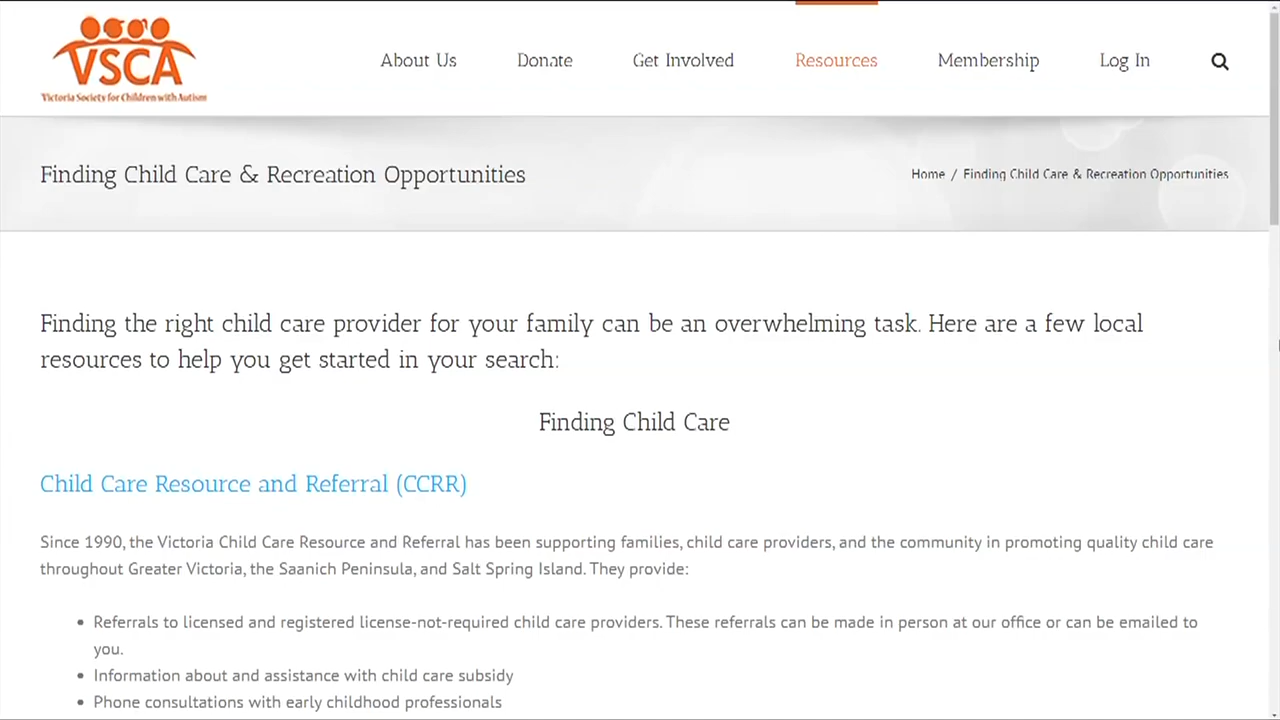 VSCA
Victoria Society for Children with Autism
About Us
Donate
Get Involved
Resources
Membership
Log In
Finding Child Care & Recreation Opportunities
Home / Finding Child Care & Recreation Opportunities
Finding the right child care provider for your family can be an overwhelming task. Here are a few local
resources to help you get started in your search:
Finding Child Care
Child Care Resource and Referral (CCRR)
Since 1990, the Victoria Child Care Resource and Referral has been supporting families, child care providers, and the community in promoting quality child care
throughout Greater Victoria, the Saanich Peninsula, and Salt Spring Island. They provide:
• Referrals to licensed and registered license-not-required child care providers. These referrals can be made in person at our office or can be emailed to
you.
• Information about and assistance with child care subsidy
• Phone consultations with early childhood professionals